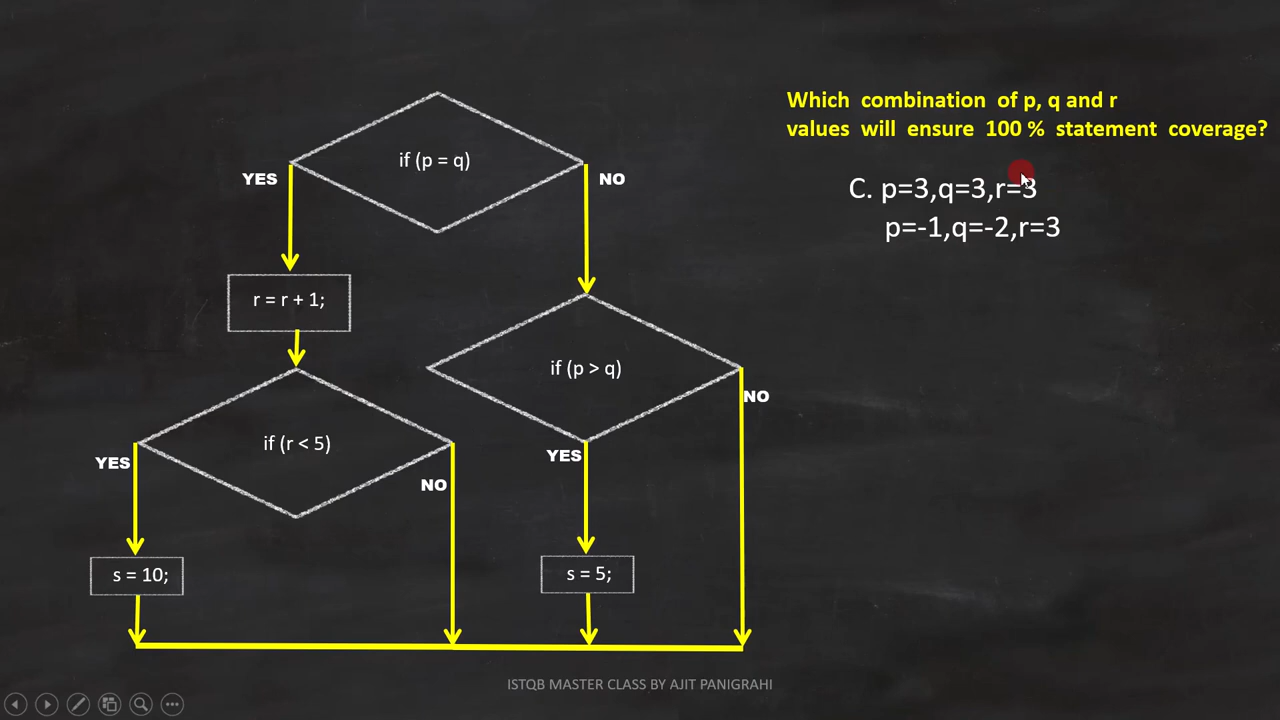 Which combination of p, q and r
values will ensure 100 % statement coverage?
C. p=3,q=3,r=3
p=-1,q=-2,r=3
if (p = q)
YES
NO
r = r + 1;
if (p > q)
NO
if (r < 5)
YES
YES
NO
s = 10;
s = 5;
ISTQB MASTER CLASS BY AJIT PANIGRAHI